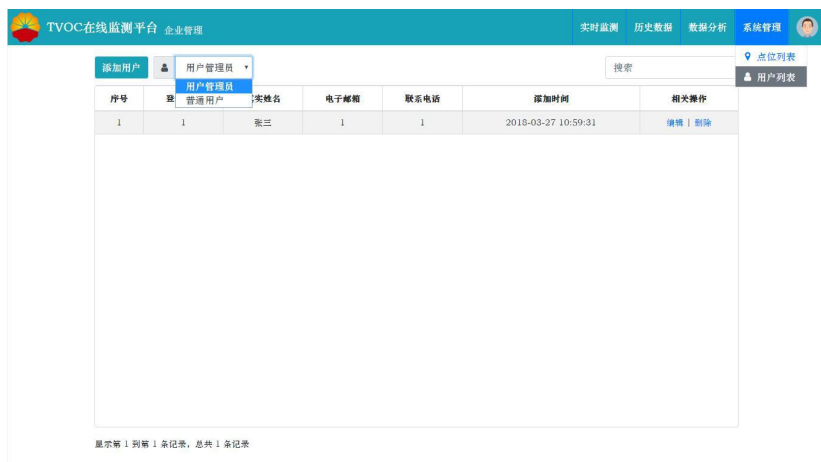 TVOC在线监测平台 企业管理 实时监测 历史数据 数据分析 系统管理
点位列表
用户列表
添加用户 用户管理员 搜索
用户管理员
普通用户
序号 登 实姓名 电子邮箱 联系电话 添加时间 相关操作
1 1 张三 1 1 2018-03-27 10:59:31 编辑 | 删除
显示第 1 到第 1 条记录，总共 1 条记录